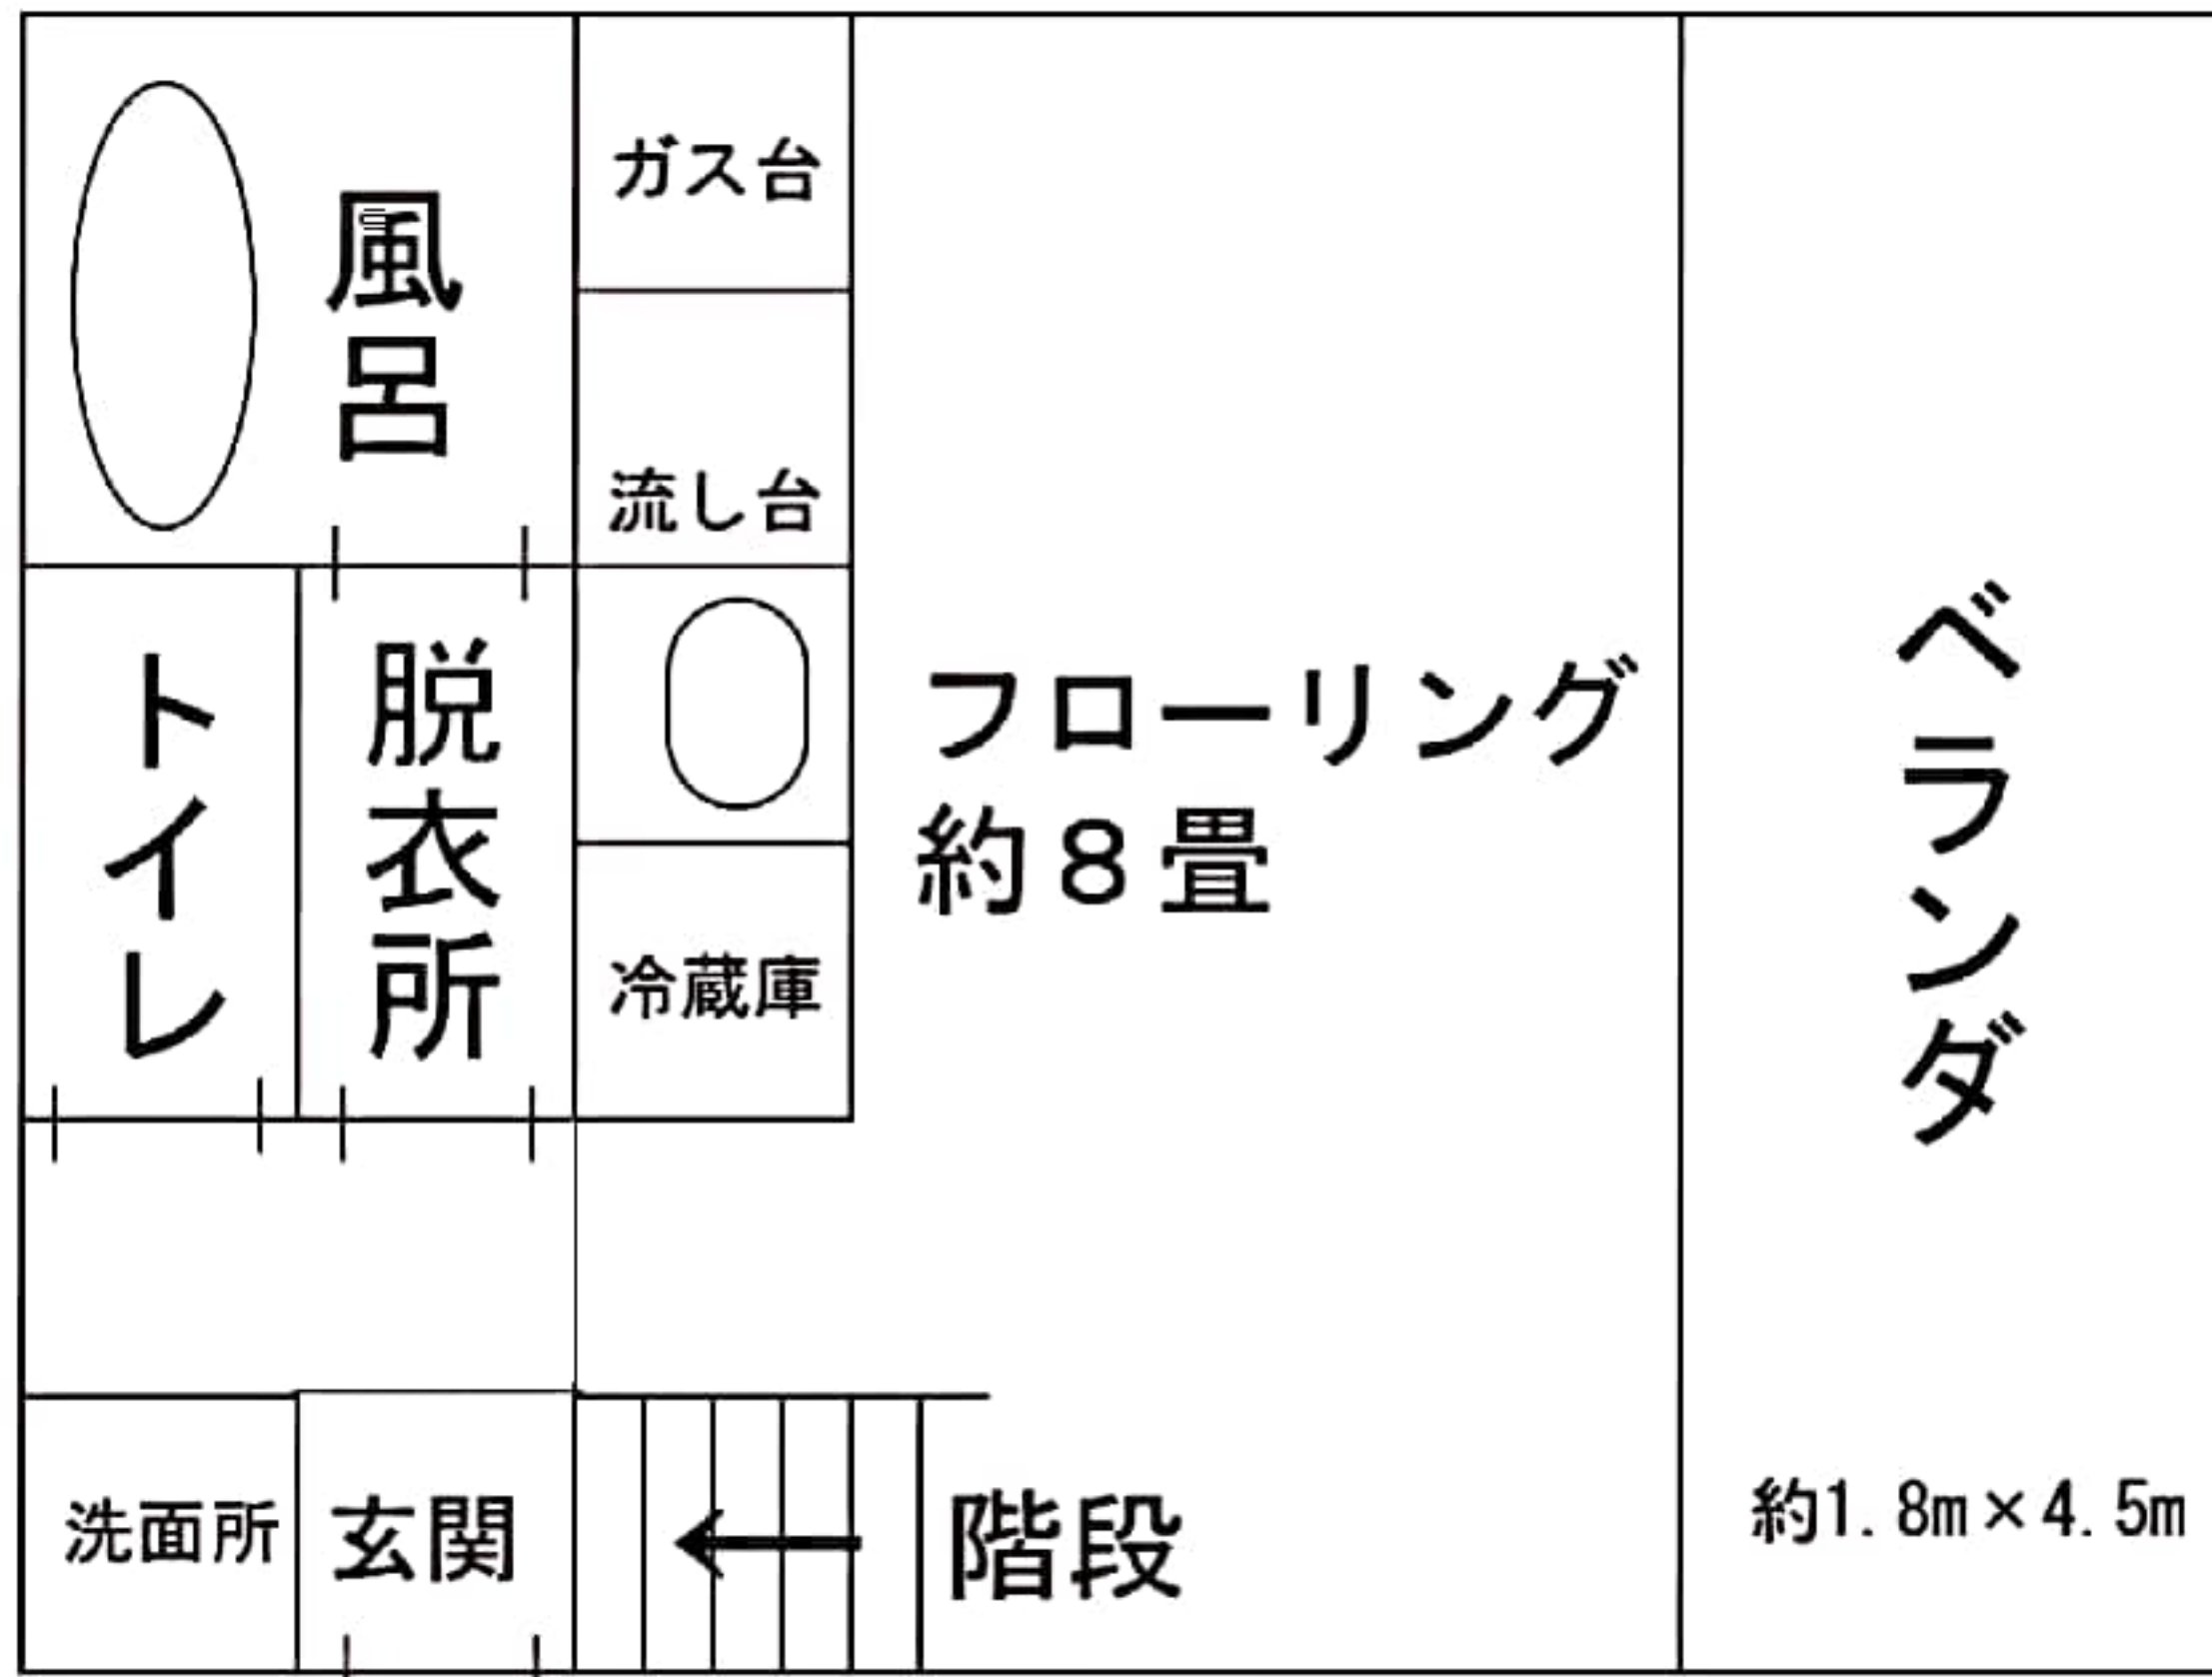 風呂
ガス台
流し台
トイレ
脱衣所
冷蔵庫
フローリング
約８畳
ベランダ
洗面所
玄関
階段
約1.8m×4.5m